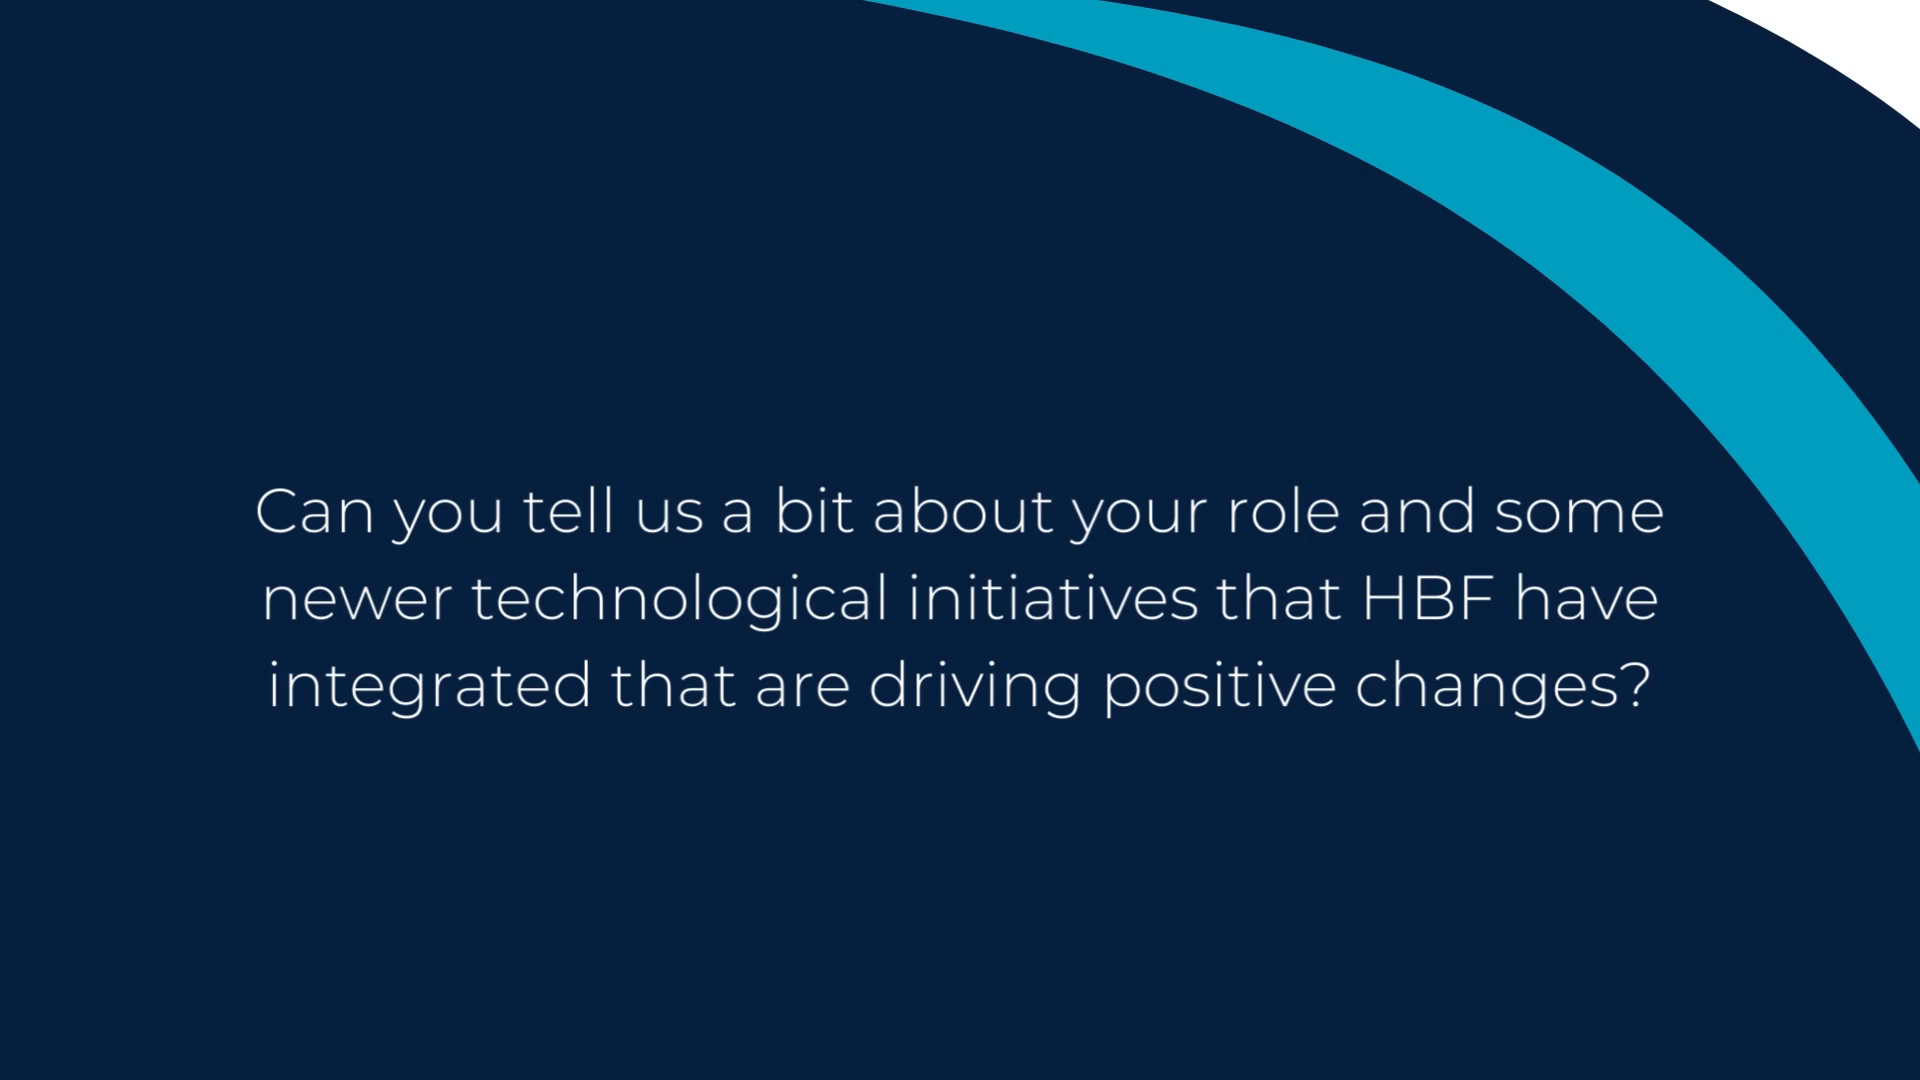 Can you tell us a bit about your role and some
newer technological initiatives that HBF have
integrated that are driving positive changes?